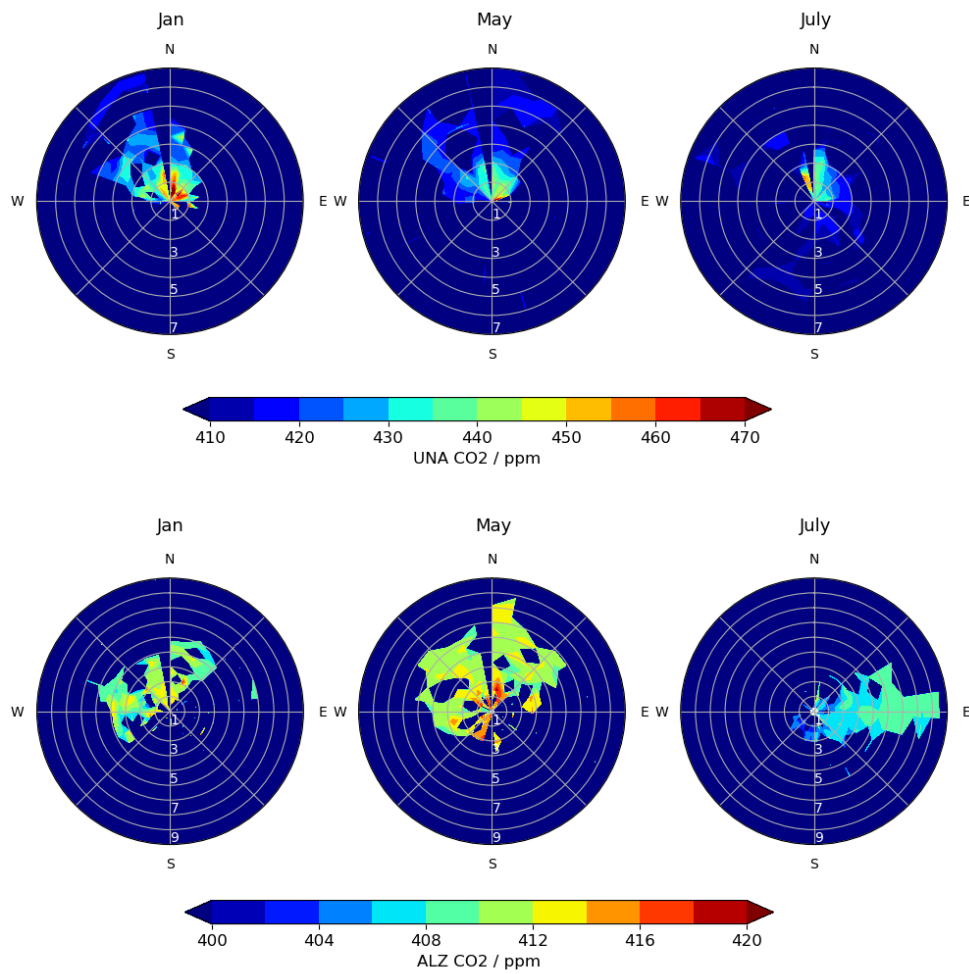 Jan May July
N N N
W E W E W E
1 1 1
3 3 3
5 5 5
7 7 7
S S S
410 420 430 440 450 460 470
UNA CO2 / ppm
Jan May July
N N N
W E W E W E
1 1 1
3 3 3
5 5 5
7 7 7
9 9 9
S S S
400 404 408 412 416 420
ALZ CO2 / ppm